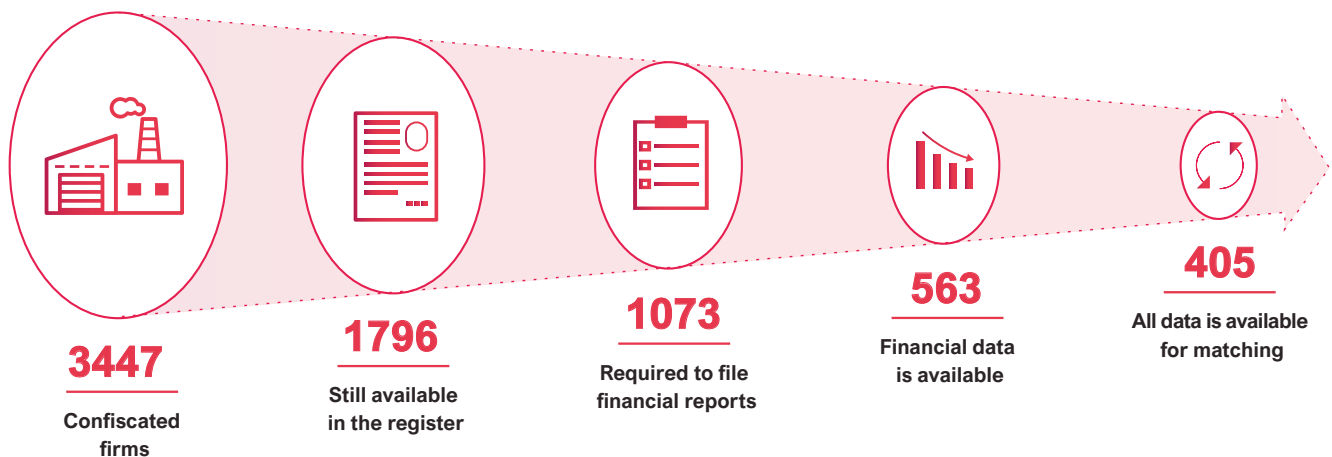 3447
Confiscated
firms
1796
Still available
in the register
1073
Required to file
financial reports
563
Financial data
is available
405
All data is available
for matching